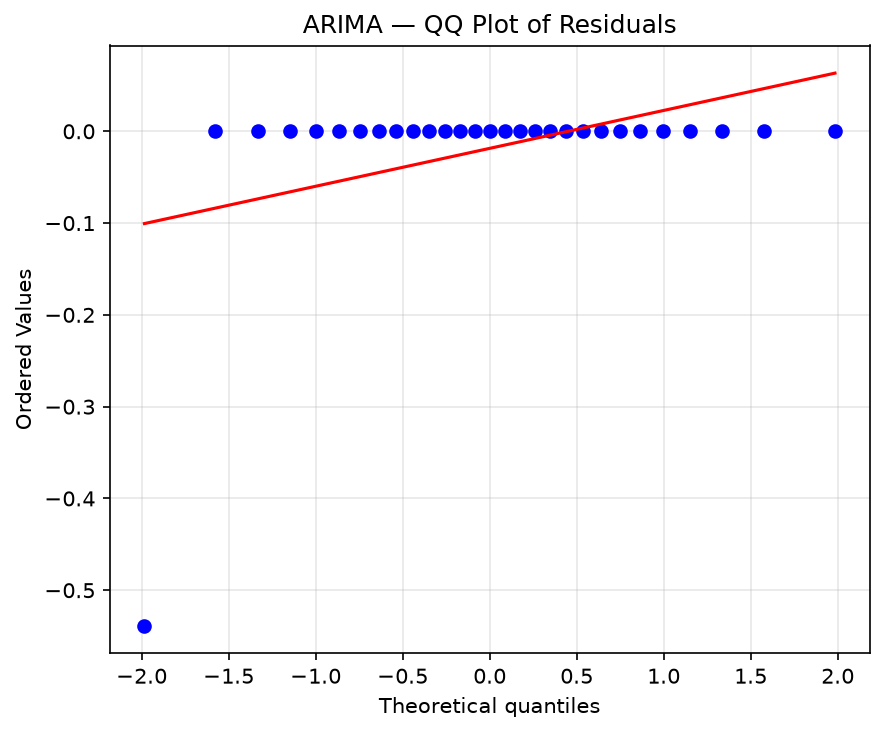 ARIMA — QQ Plot of Residuals
0.0
−0.1
−0.2
−0.3
−0.4
−0.5
Ordered Values
−2.0 −1.5 −1.0 −0.5 0.0 0.5 1.0 1.5 2.0
Theoretical quantiles